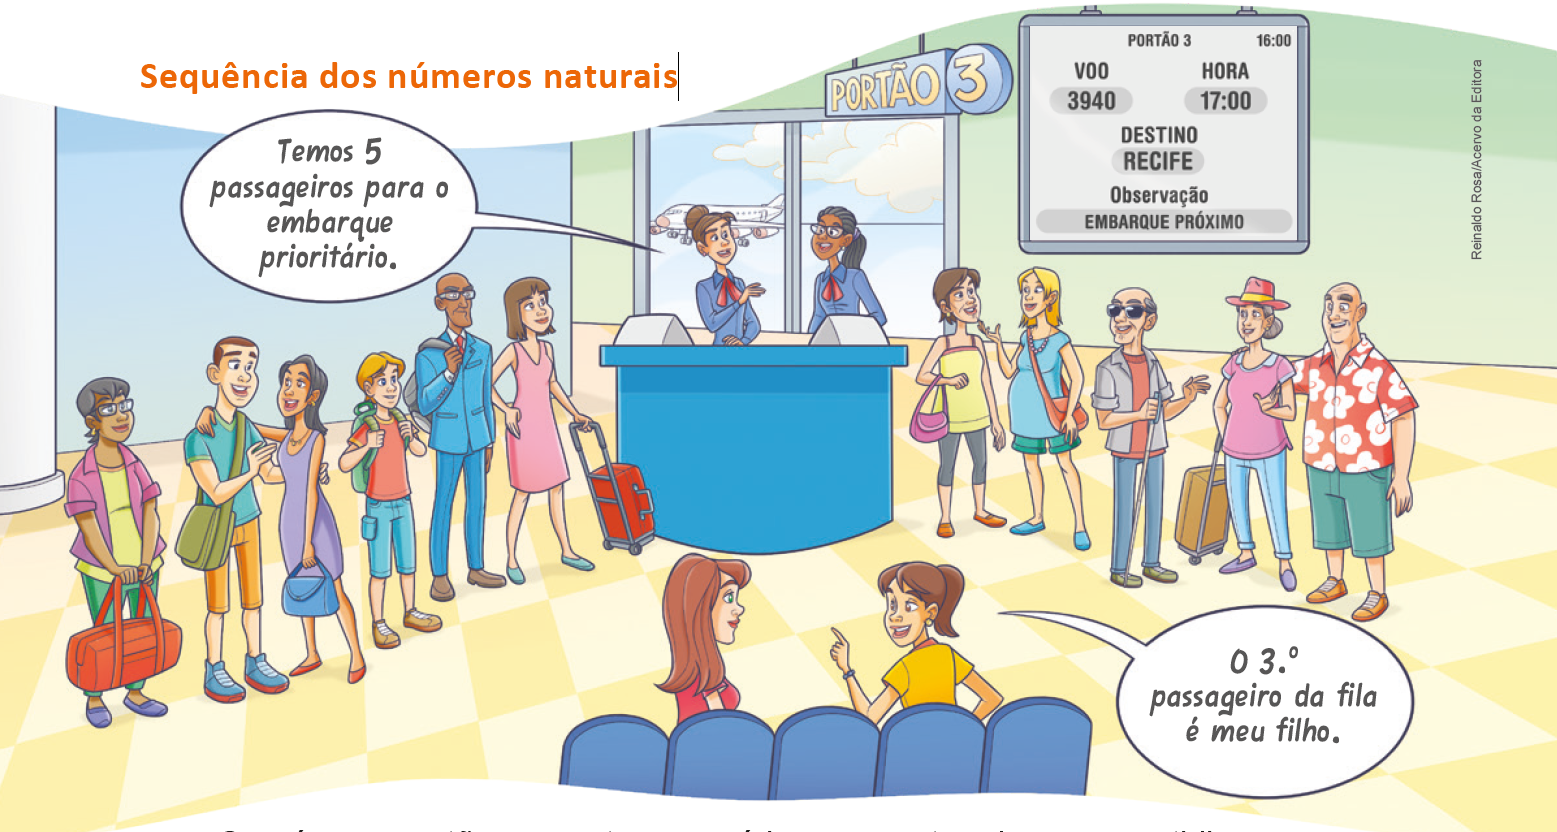 Sequência dos números naturais
Temos 5
passageiros para o
embarque
prioritário.
PORTÃO 3
PORTÃO 3 16:00
VOO HORA
3940 17:00
DESTINO
RECIFE
Observação
EMBARQUE PRÓXIMO
Reinaldo Rosa/Acervo da Editora
O 3.º
passageiro da fila
é meu filho.